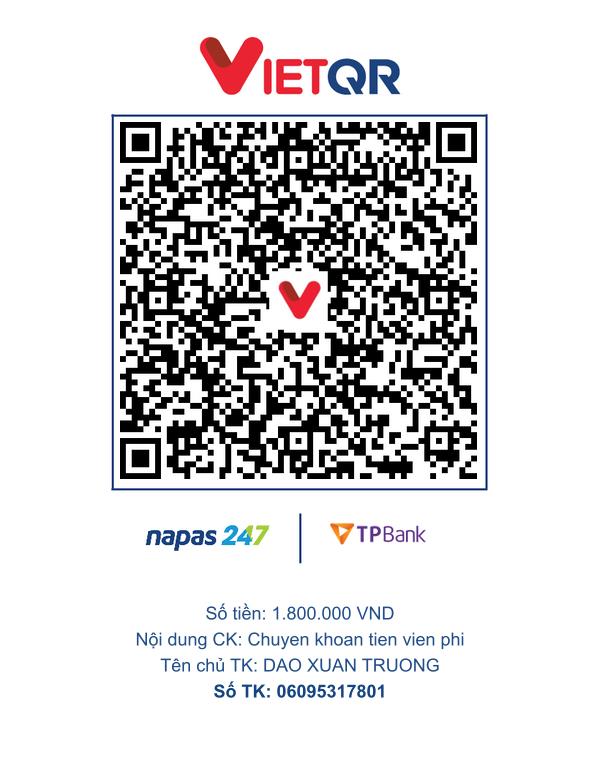 VIETQR
napas 247
TPBank
Số tiền: 1.800.000 VND
Nội dung CK: Chuyen khoan tien vien phi
Tên chủ TK: DAO XUAN TRUONG
Số TK: 06095317801